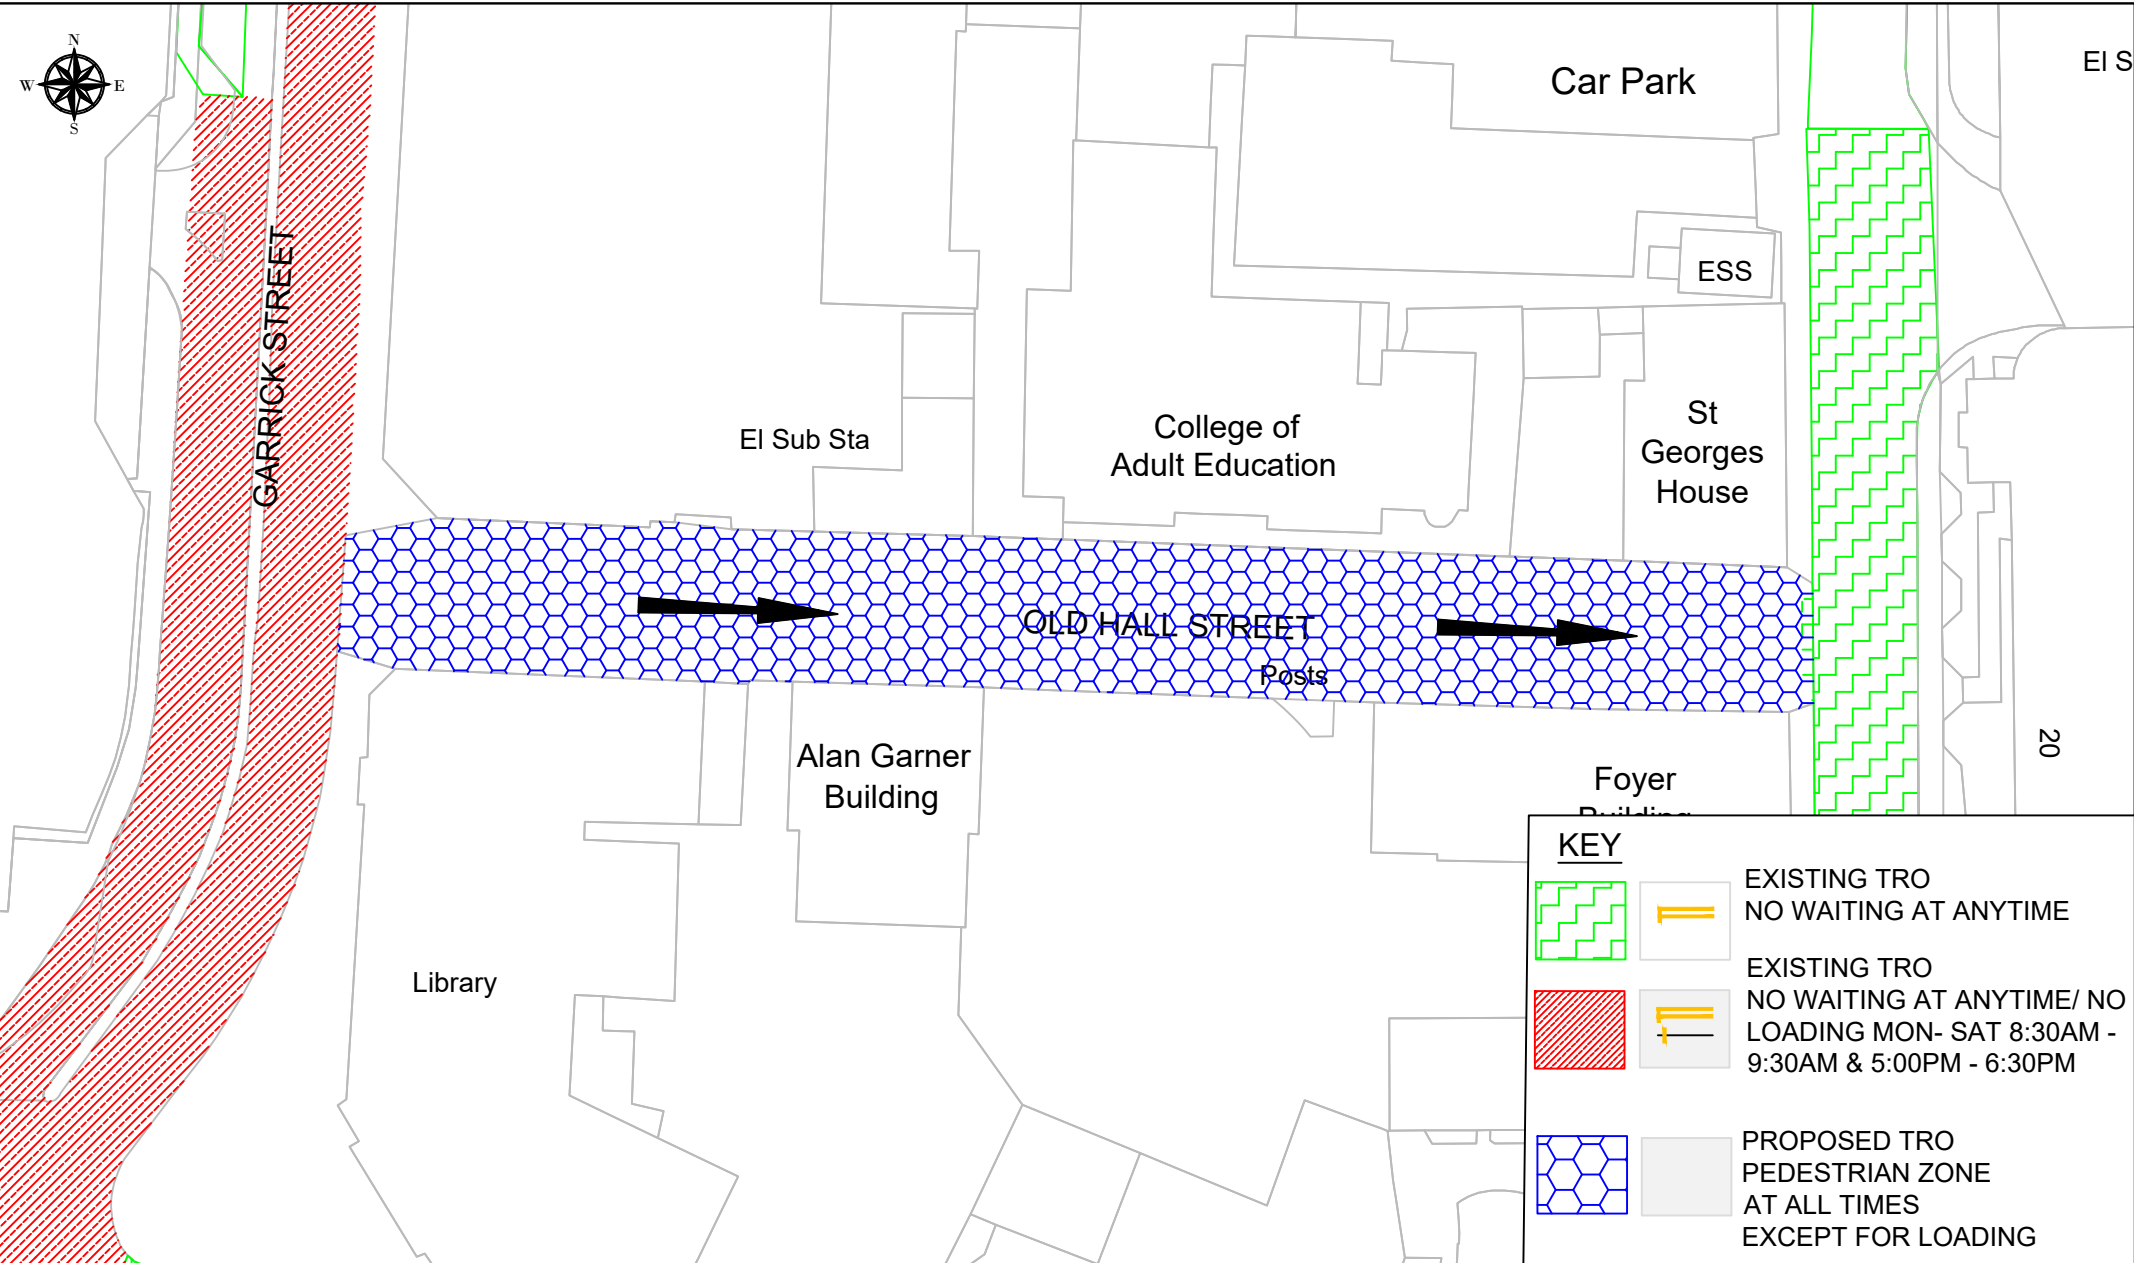 N
W
E
S
Car Park
El S
ESS
GARRICK STREET
El Sub Sta
College of
Adult Education
St
Georges
House
OLD HALL STREET
Posts
Alan Garner
Building
Foyer
Building
20
Library
KEY
EXISTING TRO
NO WAITING AT ANYTIME
EXISTING TRO
NO WAITING AT ANYTIME/ NO
LOADING MON- SAT 8:30AM -
9:30AM & 5:00PM - 6:30PM
PROPOSED TRO
PEDESTRIAN ZONE
AT ALL TIMES
EXCEPT FOR LOADING